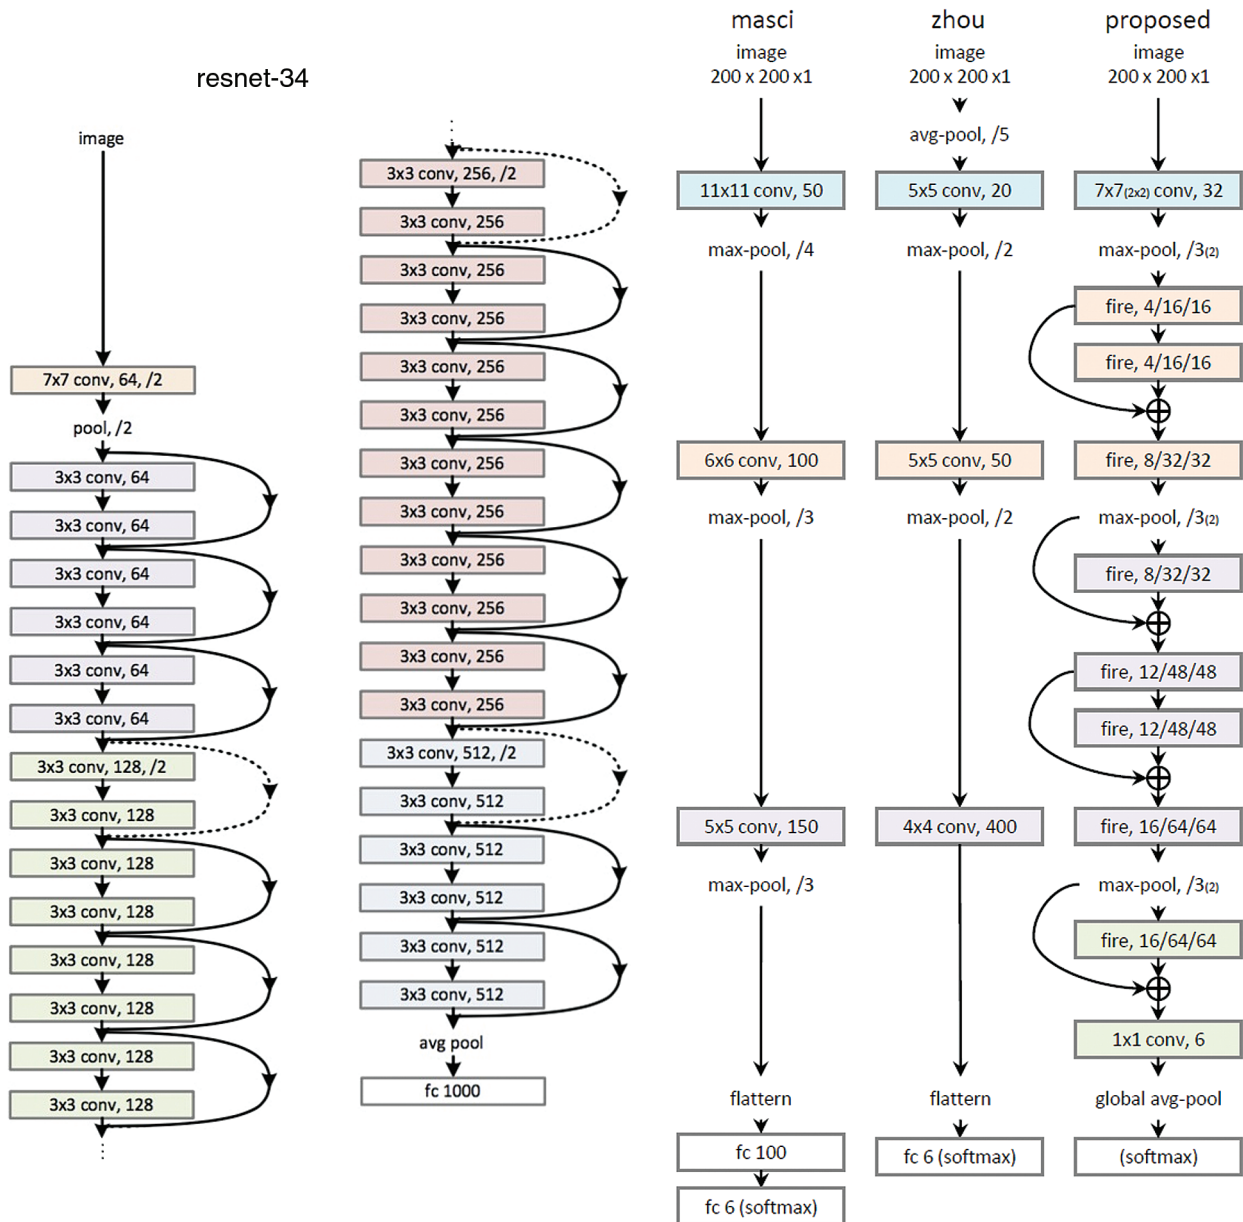 resnet-34
image
7x7 conv, 64, /2
pool, /2
3x3 conv, 64
3x3 conv, 64
3x3 conv, 64
3x3 conv, 64
3x3 conv, 64
3x3 conv, 64
3x3 conv, 128, /2
3x3 conv, 128
3x3 conv, 128
3x3 conv, 128
3x3 conv, 128
3x3 conv, 128
3x3 conv, 128
3x3 conv, 128
3x3 conv, 256, /2
3x3 conv, 256
3x3 conv, 256
3x3 conv, 256
3x3 conv, 256
3x3 conv, 256
3x3 conv, 256
3x3 conv, 256
3x3 conv, 256
3x3 conv, 256
3x3 conv, 256
3x3 conv, 256
3x3 conv, 512, /2
3x3 conv, 512
3x3 conv, 512
3x3 conv, 512
3x3 conv, 512
3x3 conv, 512
avg pool
fc 1000
masci
image
200 x 200 x1
11x11 conv, 50
max-pool, /4
6x6 conv, 100
max-pool, /3
5x5 conv, 150
max-pool, /3
flattern
fc 100
fc 6 (softmax)
zhou
image
200 x 200 x1
avg-pool, /5
5x5 conv, 20
max-pool, /2
5x5 conv, 50
max-pool, /2
4x4 conv, 400
flattern
fc 6 (softmax)
proposed
image
200 x 200 x1
7x7(2x2) conv, 32
max-pool, /3(2)
fire, 4/16/16
fire, 4/16/16
fire, 8/32/32
max-pool, /3(2)
fire, 8/32/32
fire, 12/48/48
fire, 12/48/48
fire, 16/64/64
max-pool, /3(2)
fire, 16/64/64
1x1 conv, 6
global avg-pool
(softmax)